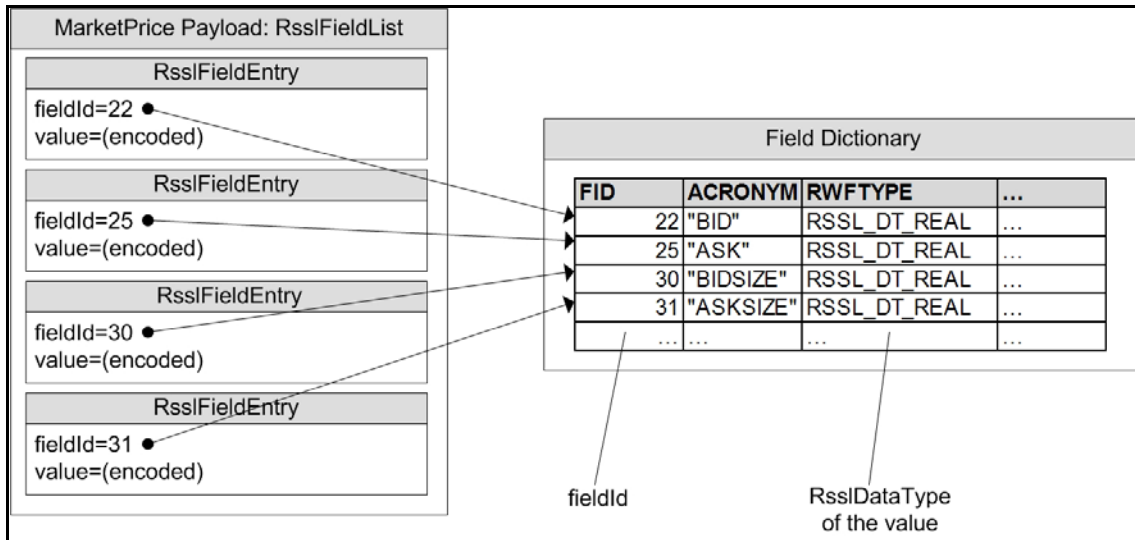 MarketPrice Payload: RsslFieldList
RsslFieldEntry
fieldId=22
value=(encoded)
RsslFieldEntry
fieldId=25
value=(encoded)
RsslFieldEntry
fieldId=30
value=(encoded)
RsslFieldEntry
fieldId=31
value=(encoded)
Field Dictionary
FID ACRONYM RWFTYPE ...
22 "BID" RSSL_DT_REAL ...
25 "ASK" RSSL_DT_REAL ...
30 "BIDSIZE" RSSL_DT_REAL ...
31 "ASKSIZE" RSSL_DT_REAL ...
... ... ... ...
fieldId
RsslDataType
of the value